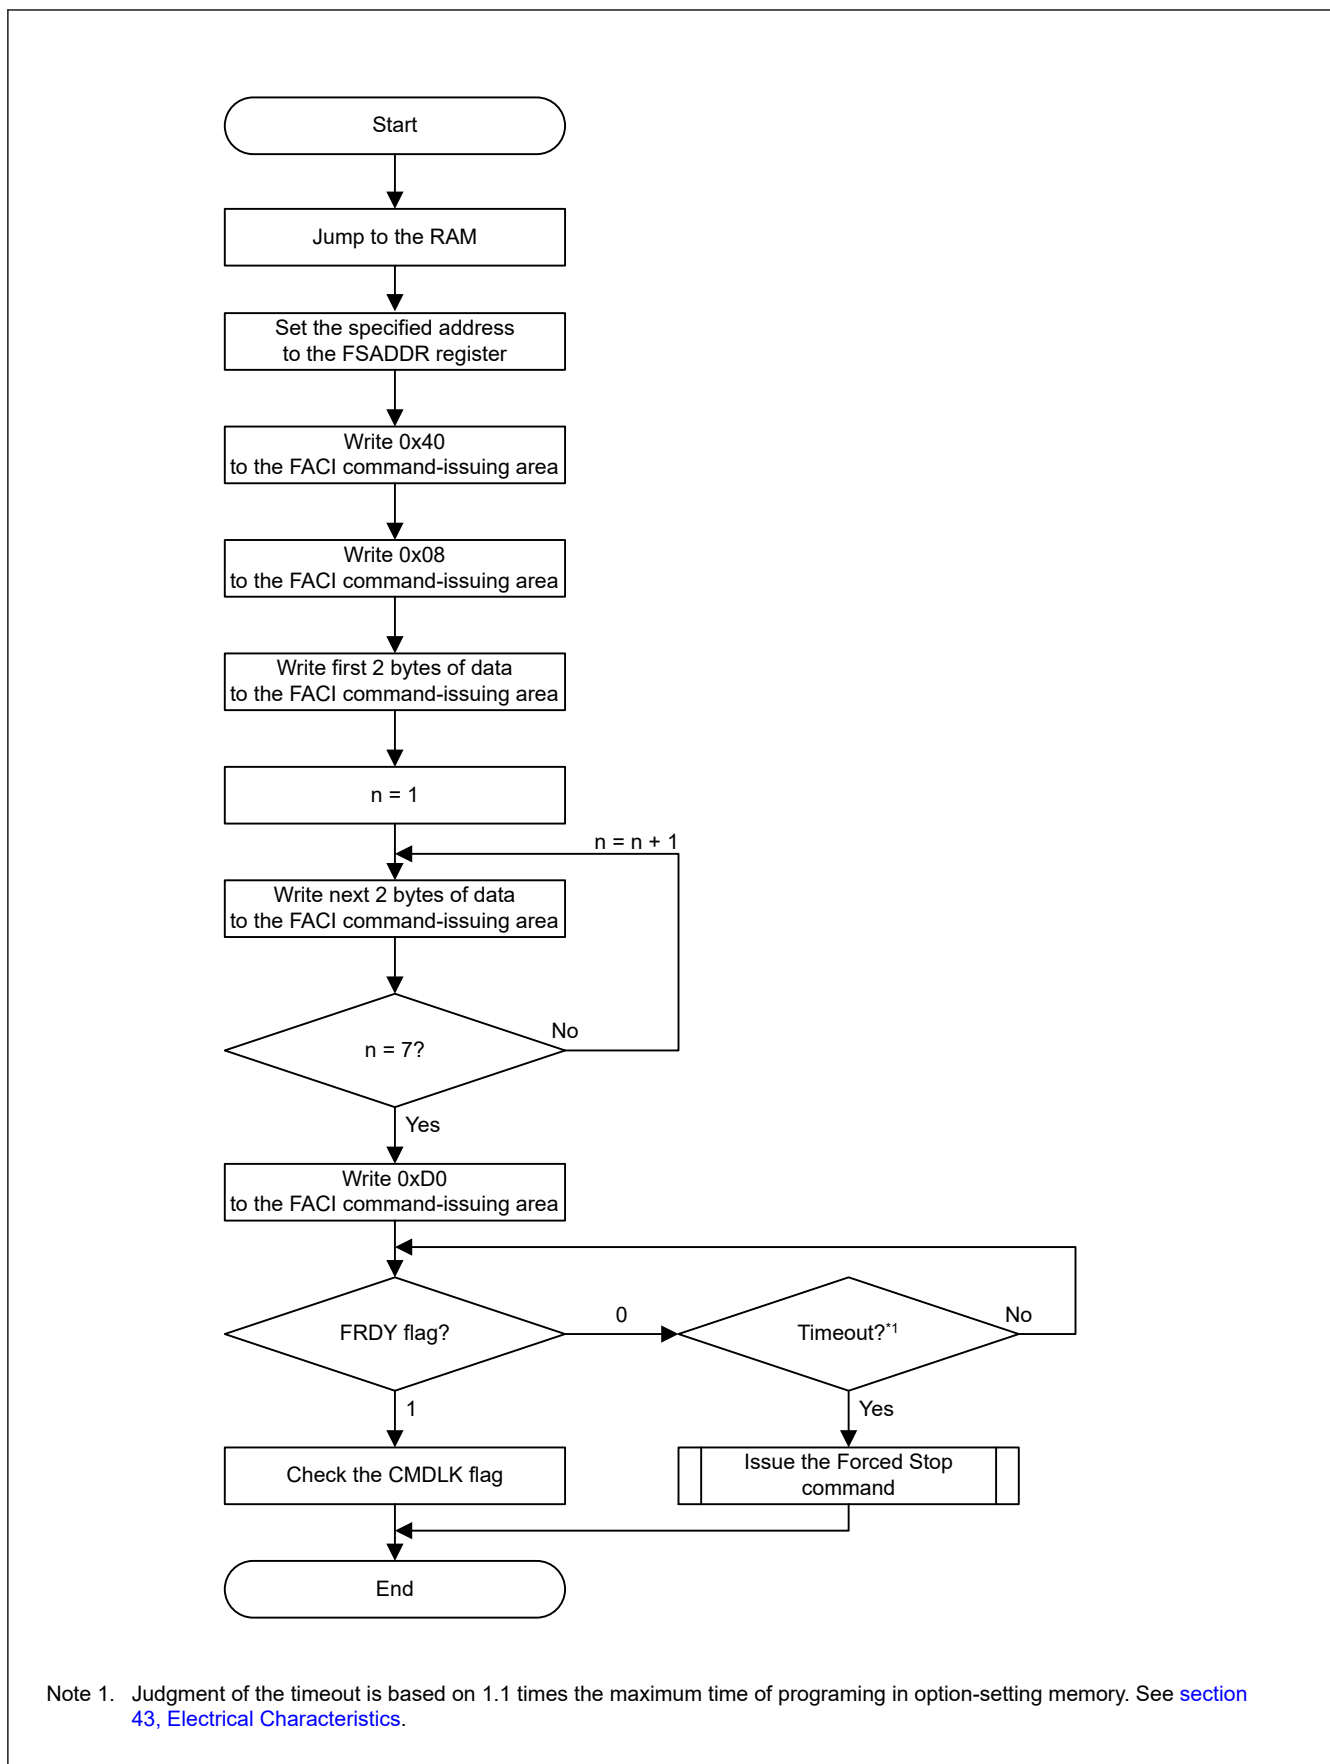 Start
Jump to the RAM
Set the specified address
to the FSADDR register
Write 0x40
to the FACI command-issuing area
Write 0x08
to the FACI command-issuing area
Write first 2 bytes of data
to the FACI command-issuing area
n = 1
n = n + 1
Write next 2 bytes of data
to the FACI command-issuing area
No
n = 7?
Yes
Write 0xD0
to the FACI command-issuing area
FRDY flag?
0
Timeout?*1
No
1
Yes
Check the CMDLK flag
Issue the Forced Stop
command
End
Note 1. Judgment of the timeout is based on 1.1 times the maximum time of programing in option-setting memory. See section
43, Electrical Characteristics.